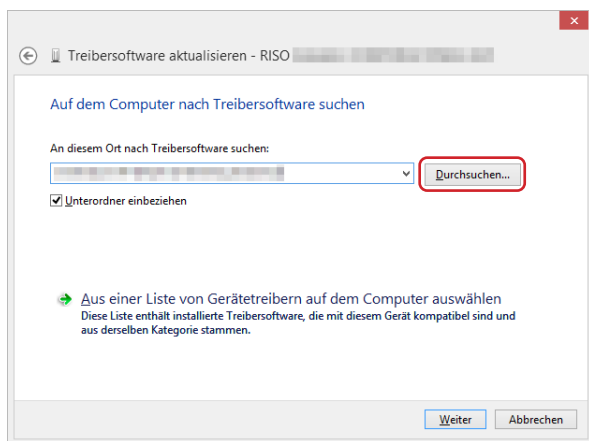 Treibersoftware aktualisieren - RISO
Auf dem Computer nach Treibersoftware suchen
An diesem Ort nach Treibersoftware suchen:
Durchsuchen...
Unterordner einbeziehen
Aus einer Liste von Gerätetreibern auf dem Computer auswählen
Diese Liste enthält installierte Treibersoftware, die mit diesem Gerät kompatibel sind und
aus derselben Kategorie stammen.
Weiter Abbrechen